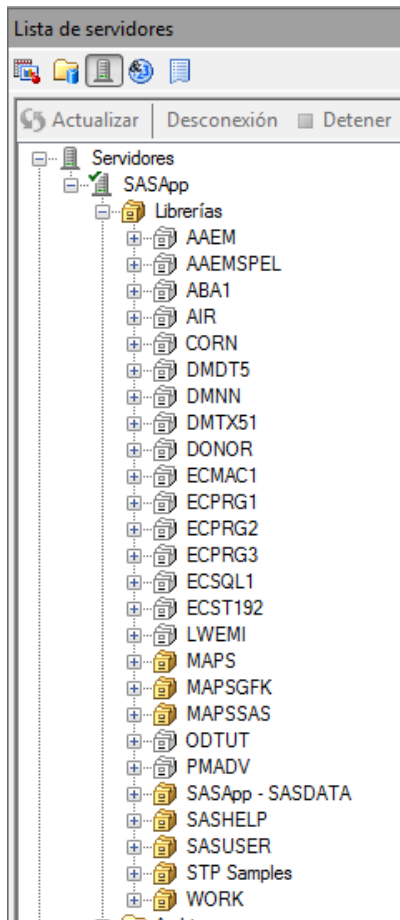 Lista de servidores
Actualizar Desconexión Detener
Servidores
SASApp
Librerías
AAEM
AAEMSPEL
ABA1
AIR
CORN
DMDT5
DMNN
DMTX51
DONOR
ECMAC1
ECPRG1
ECPRG2
ECPRG3
ECSQL1
ECST192
LWEMI
MAPS
MAPSGFK
MAPSSAS
ODTUT
PMADV
SASApp - SASDATA
SASHELP
SASUSER
STP Samples
WORK